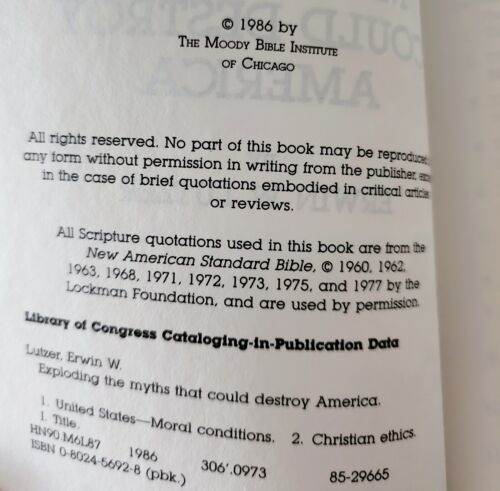 © 1986 by
THE MOODY BIBLE INSTITUTE
OF CHICAGO
All rights reserved. No part of this book may be reproduced
any form without permission in writing from the publisher,
in the case of brief quotations embodied in critical articles
or reviews.
All Scripture quotations used in this book are from the
New American Standard Bible, © 1960, 1962,
1963, 1968, 1971, 1972, 1973, 1975, and 1977 by the
Lockman Foundation, and are used by permission.
Library of Congress Cataloging-in-Publication Data
Lutzer, Erwin W.
Exploding the myths that could destroy America.
1. United States—Moral conditions. 2. Christian ethics.
1. Title.
HN90.M6L87 1986 306'.0973 85-29665
ISBN 0-8024-5692-8 (pbk.)